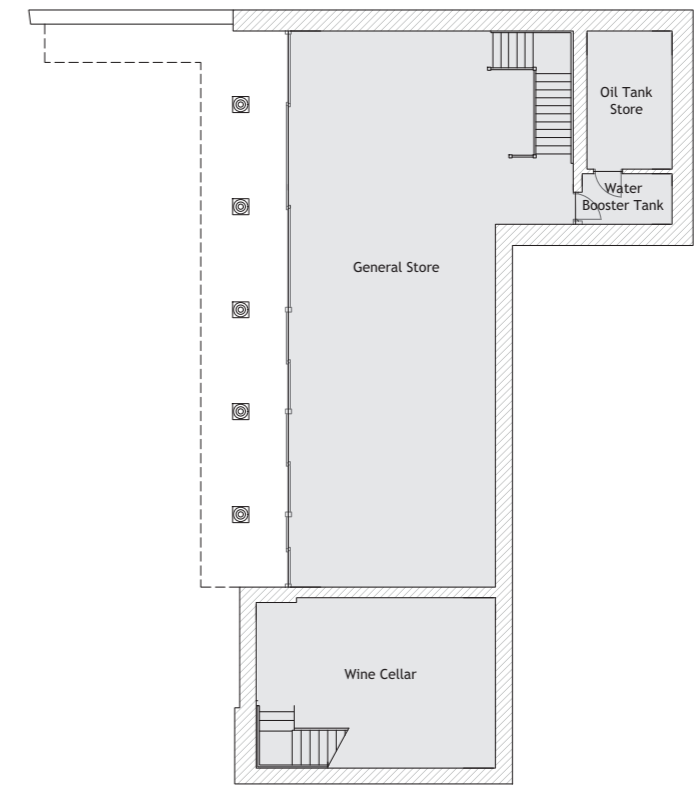 Oil Tank
Store
Water
Booster Tank
General Store
Wine Cellar